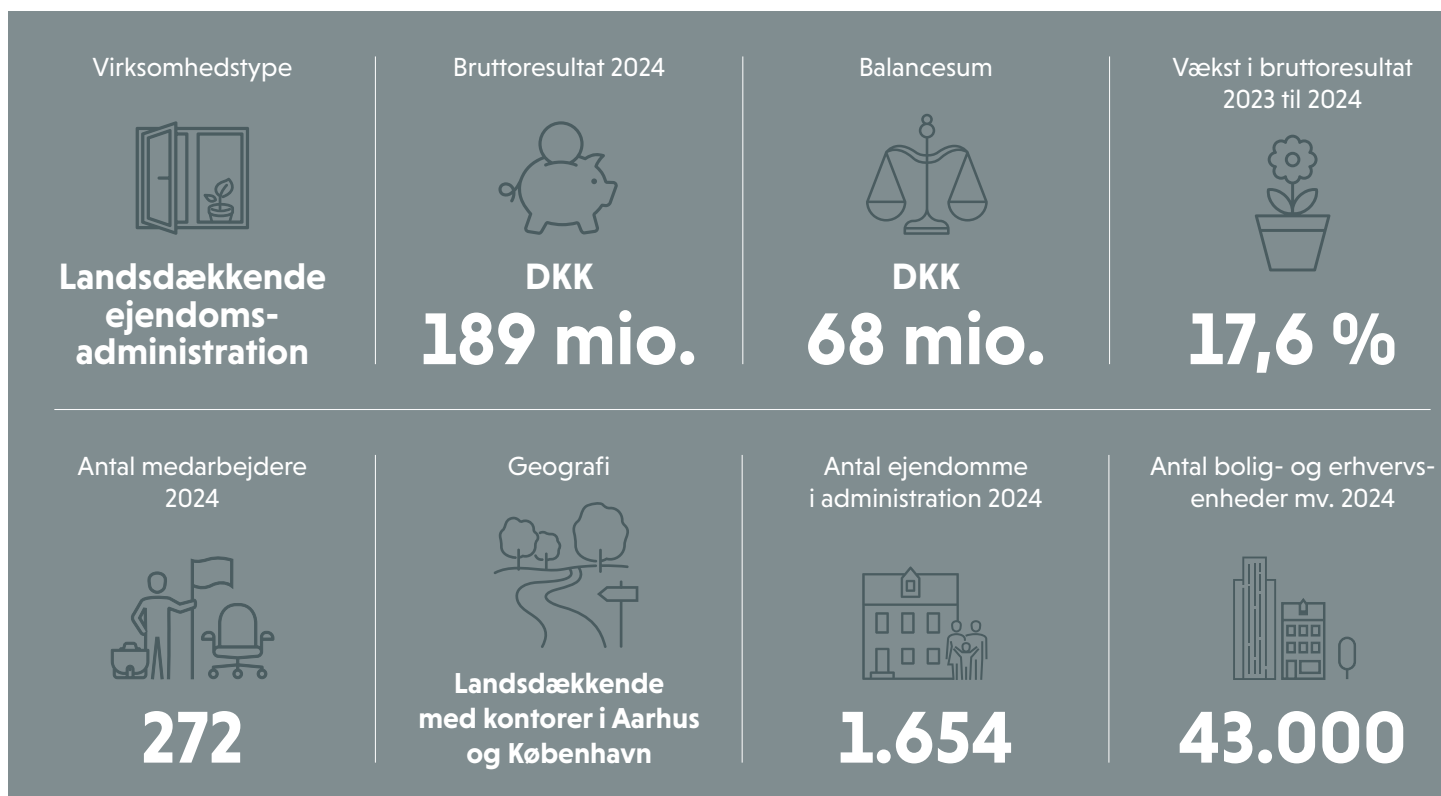 Virksomhedstype
Landsdækkende
ejendoms-
administration
Bruttoresultat 2024
DKK
189 mio.
Balancesum
DKK
68 mio.
Vækst i bruttoresultat
2023 til 2024
17,6 %
Antal medarbejdere
2024
272
Geografi
Landsdækkende
med kontorer i Aarhus
og København
Antal ejendomme
i administration 2024
1.654
Antal bolig- og erhvervs-
enheder mv. 2024
43.000